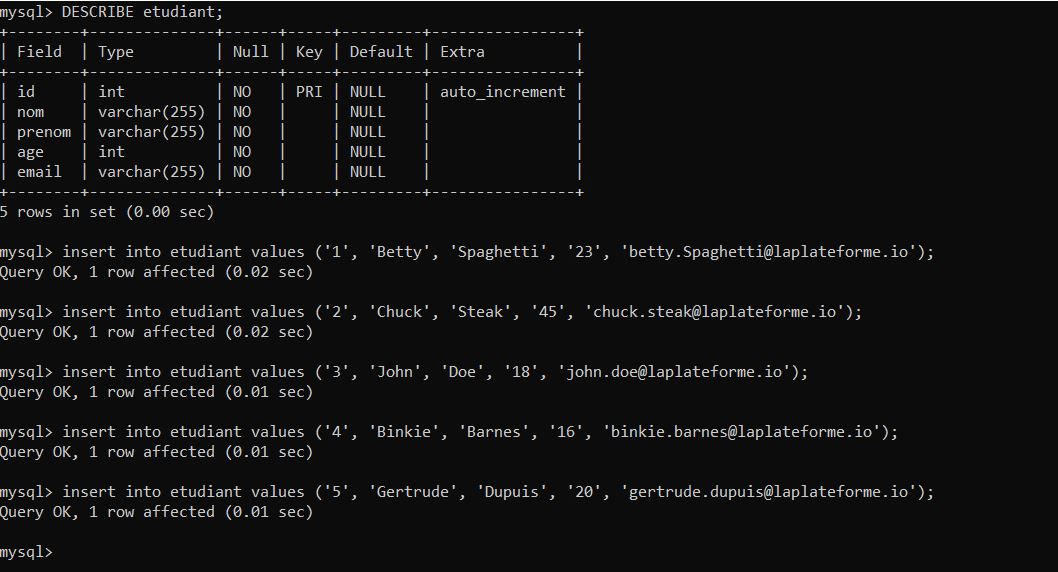 mysql> DESCRIBE etudiant;
+--------+--------------+------+-----+---------+----------------+
| Field  | Type         | Null | Key | Default | Extra          |
+--------+--------------+------+-----+---------+----------------+
| id     | int          | NO   | PRI | NULL    | auto_increment |
| nom    | varchar(255) | NO   |     | NULL    |                |
| prenom | varchar(255) | NO   |     | NULL    |                |
| age    | int          | NO   |     | NULL    |                |
| email  | varchar(255) | NO   |     | NULL    |                |
+--------+--------------+------+-----+---------+----------------+
5 rows in set (0.00 sec)
mysql> insert into etudiant values ('1', 'Betty', 'Spaghetti', '23', 'betty.Spaghetti@laplateforme.io');
Query OK, 1 row affected (0.02 sec)
mysql> insert into etudiant values ('2', 'Chuck', 'Steak', '45', 'chuck.steak@laplateforme.io');
Query OK, 1 row affected (0.02 sec)
mysql> insert into etudiant values ('3', 'John', 'Doe', '18', 'john.doe@laplateforme.io');
Query OK, 1 row affected (0.01 sec)
mysql> insert into etudiant values ('4', 'Binkie', 'Barnes', '16', 'binkie.barnes@laplateforme.io');
Query OK, 1 row affected (0.01 sec)
mysql> insert into etudiant values ('5', 'Gertrude', 'Dupuis', '20', 'gertrude.dupuis@laplateforme.io');
Query OK, 1 row affected (0.01 sec)
mysql>